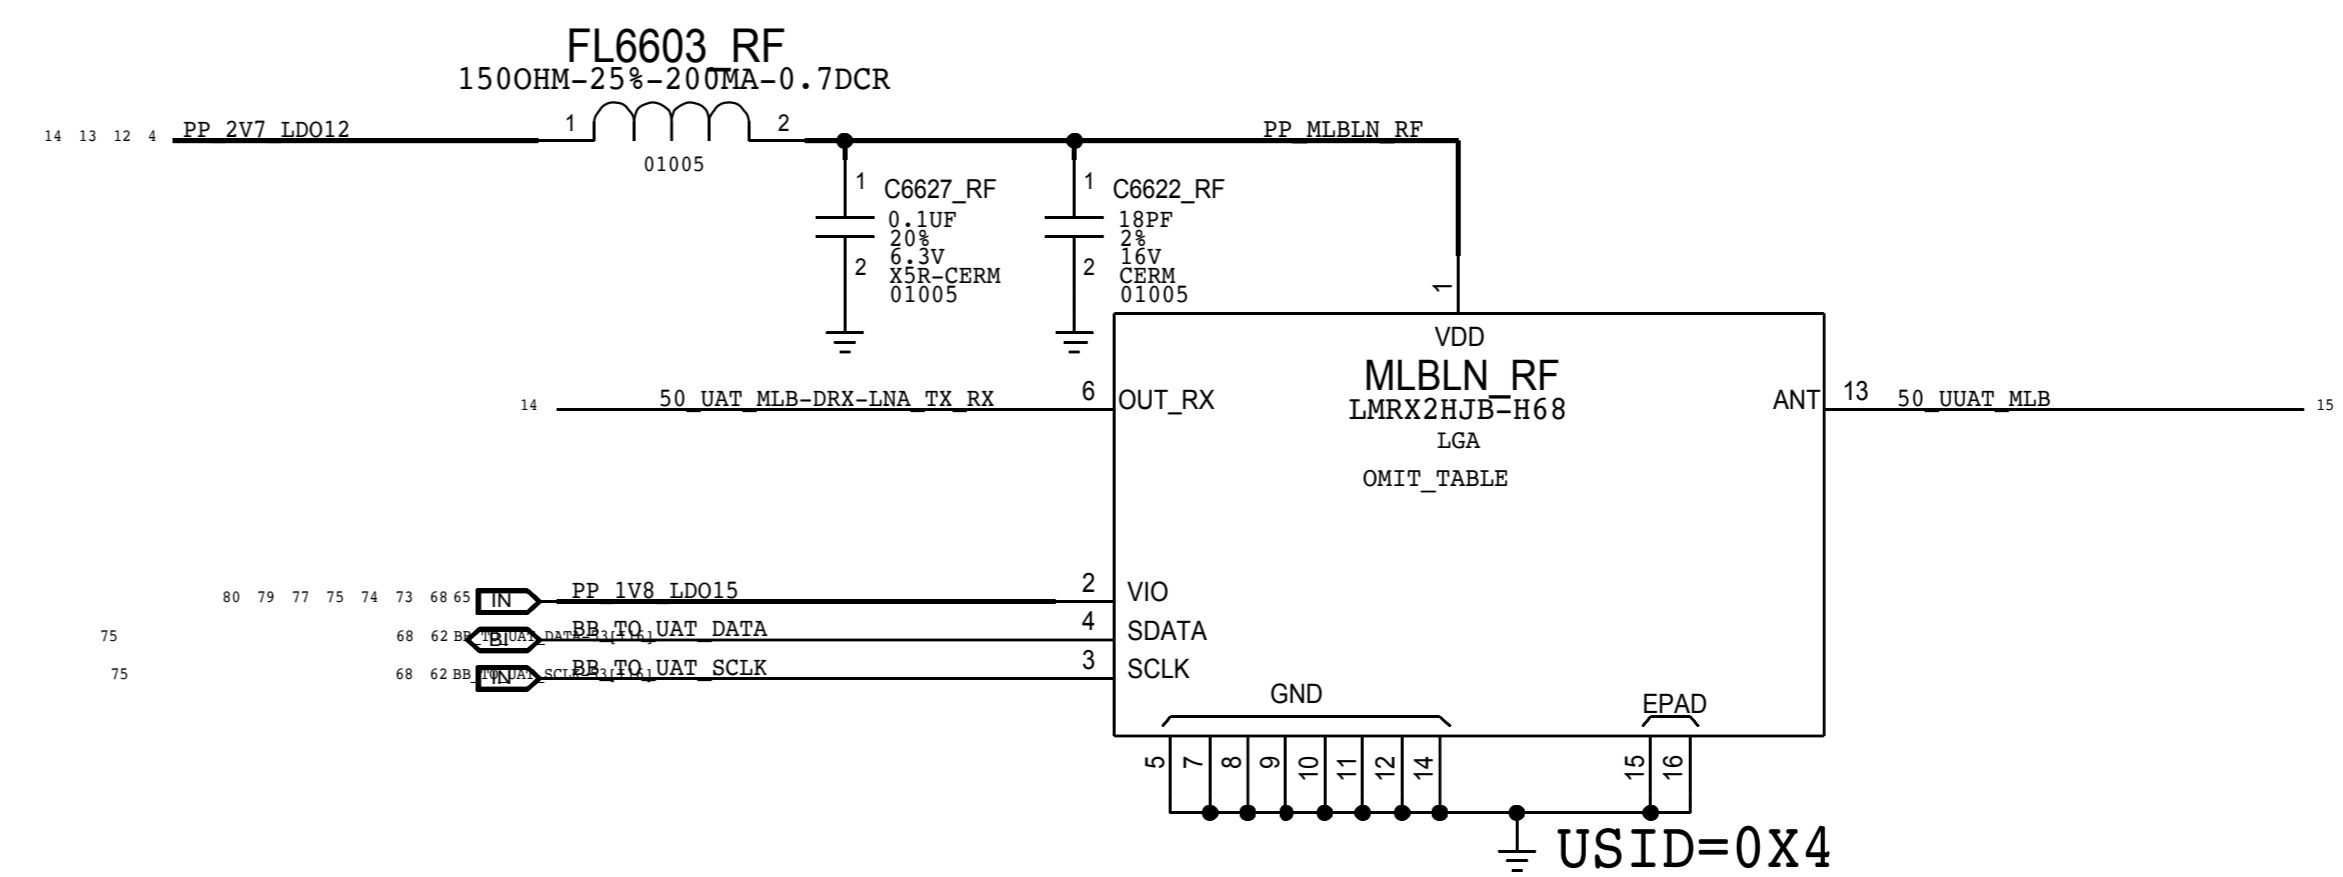 FL6603_RF
150OHM-25%-200MA-0.7DCR
14 13 12 4 PP_2V7_LDO12 1 2 PP_MLBLN_RF
01005
1 C6627_RF
0.1UF
20%
6.3V
2 X5R-CERM
01005
1 C6622_RF
18PF
2%
16V
2 CERM
01005
1
VDD
MLBLN_RF
LMRX2HJB-H68
LGA
OMIT_TABLE
14 50_UAT_MLB-DRX-LNA_TX_RX 6 OUT_RX
ANT 13 50_UUAT_MLB 15
80 79 77 75 74 73 68 65 IN PP_1V8_LDO15 2 VIO
75 68 62 BI BB_TO_UAT_DATA 4 SDATA
75 68 62 IN BB_TO_UAT_SCLK 3 SCLK
GND
EPAD
5 7 8 9 10 11 12 14 15 16
USID=0X4